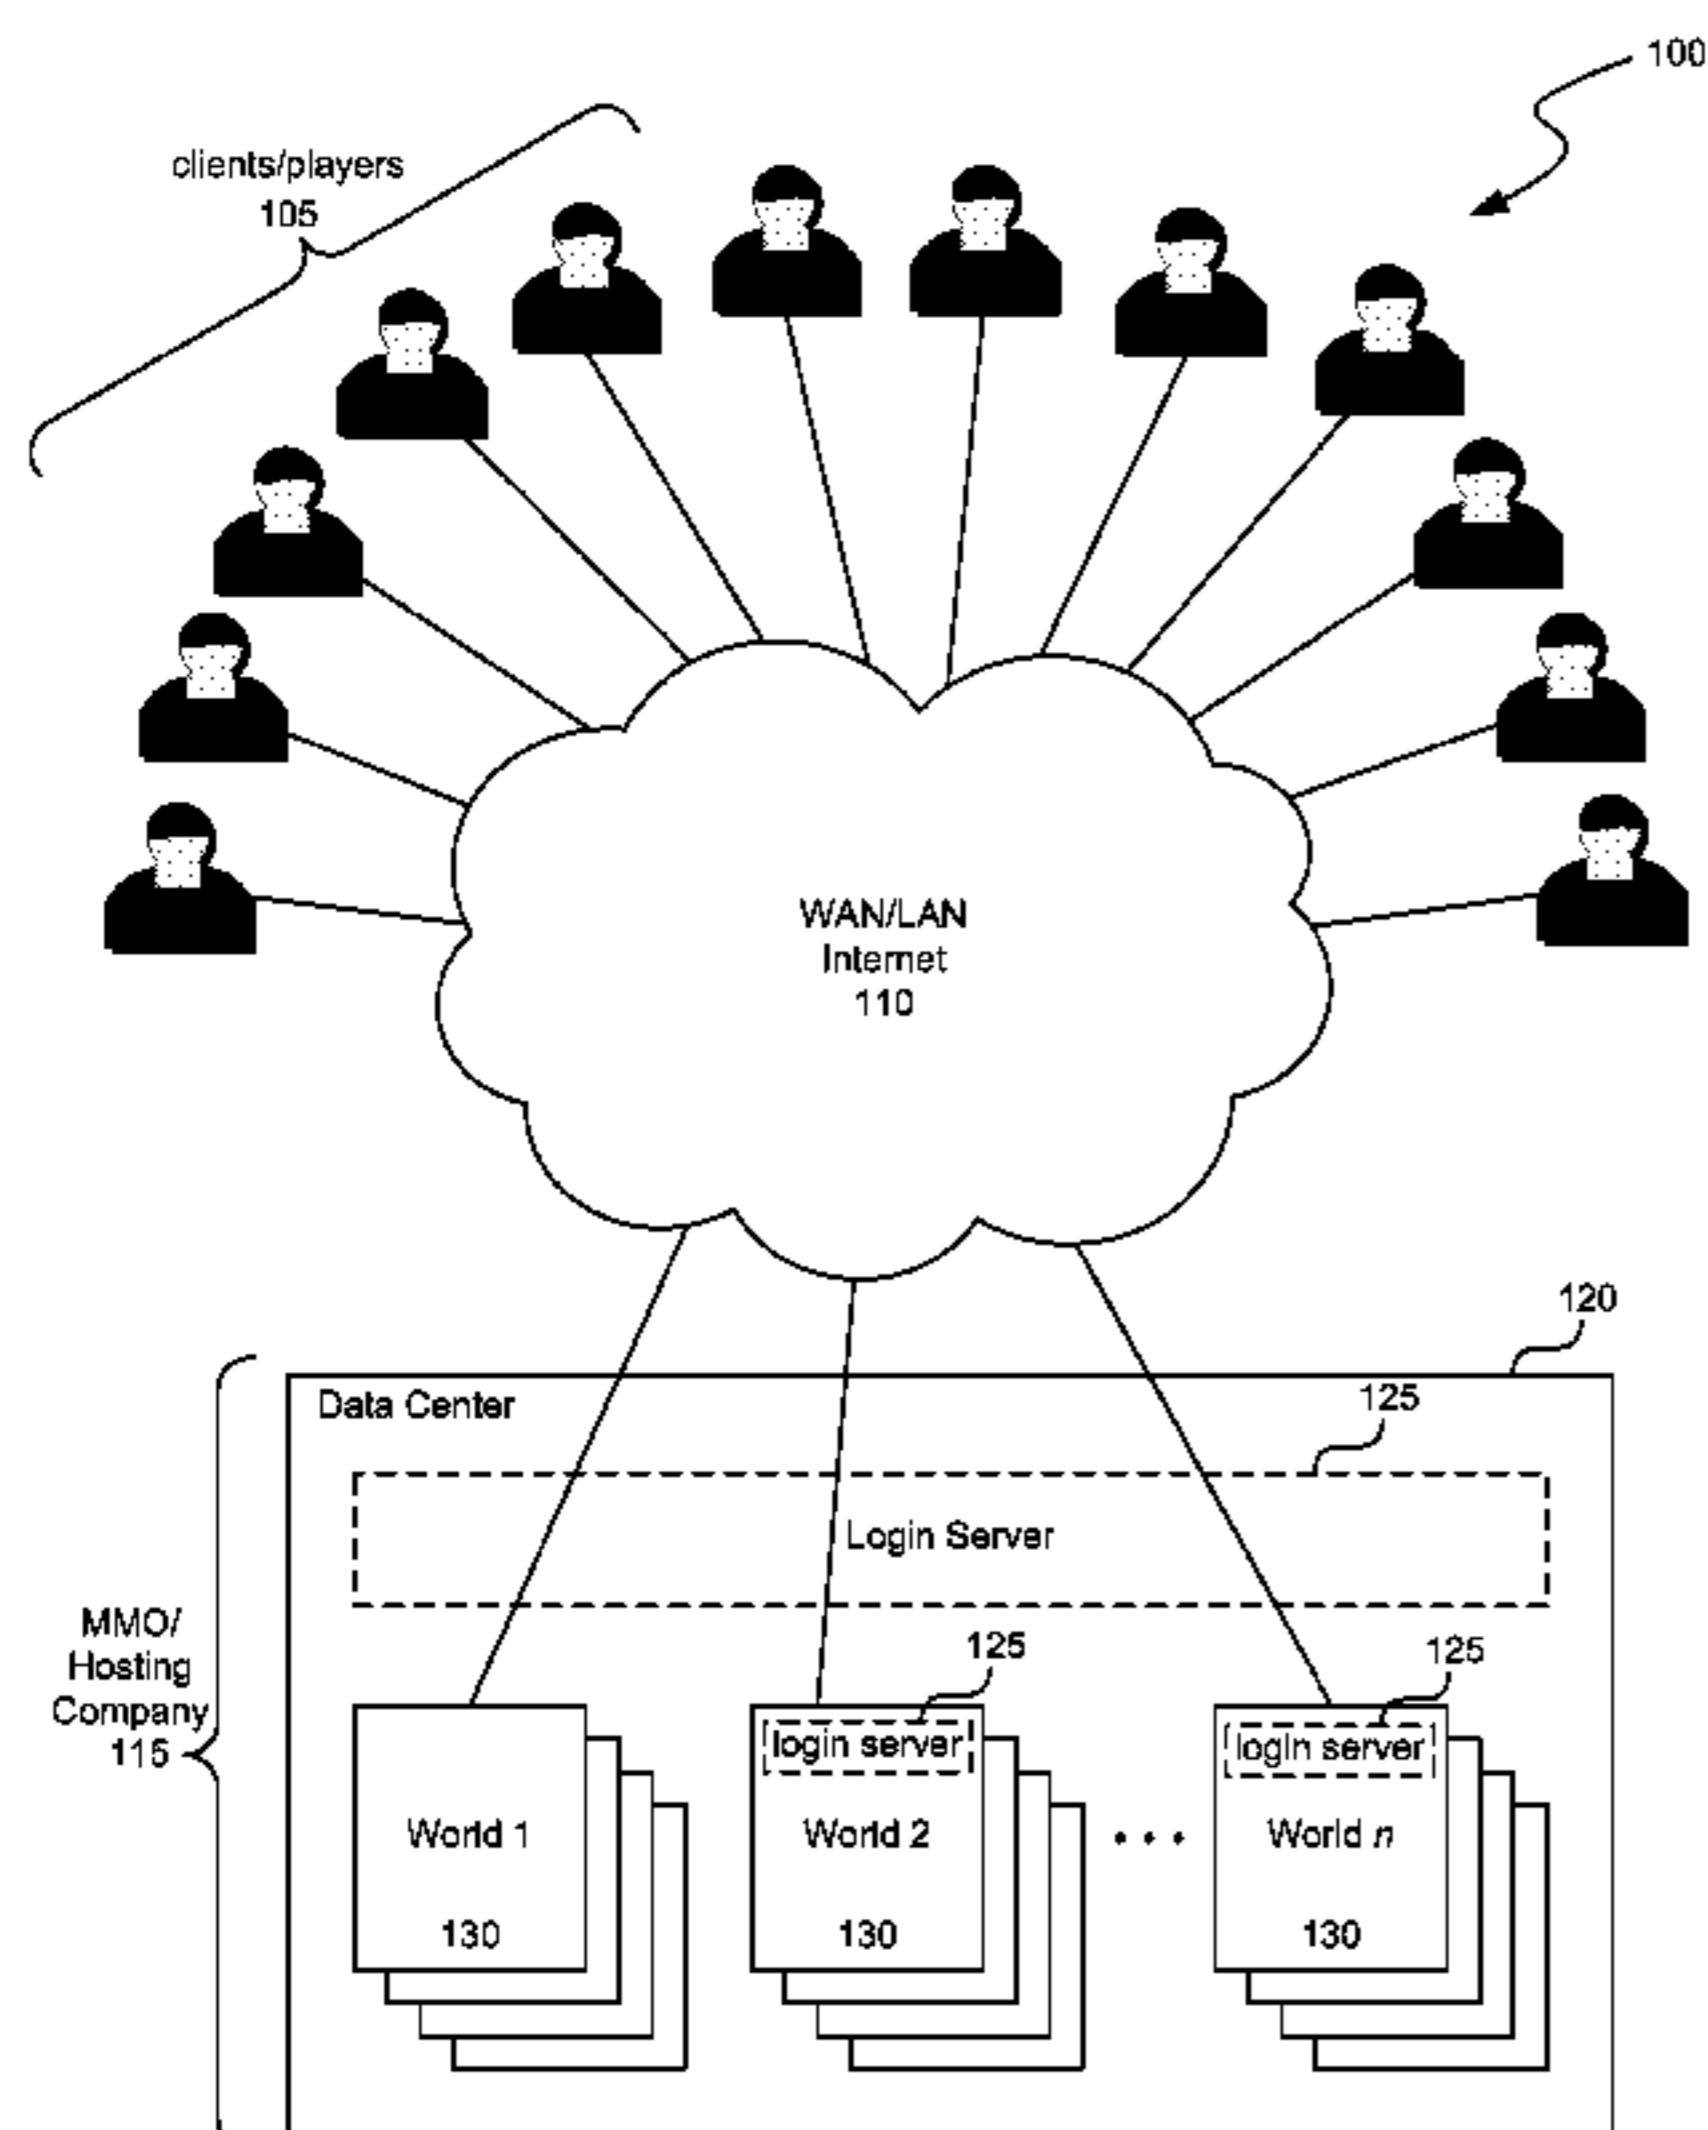 100
clients/players
105
WAN/LAN
Internet
110
120
Data Center
125
Login Server
MMO/
Hosting
Company
115
125
125
login server
login server
World 1
World 2
• • •
World n
130
130
130